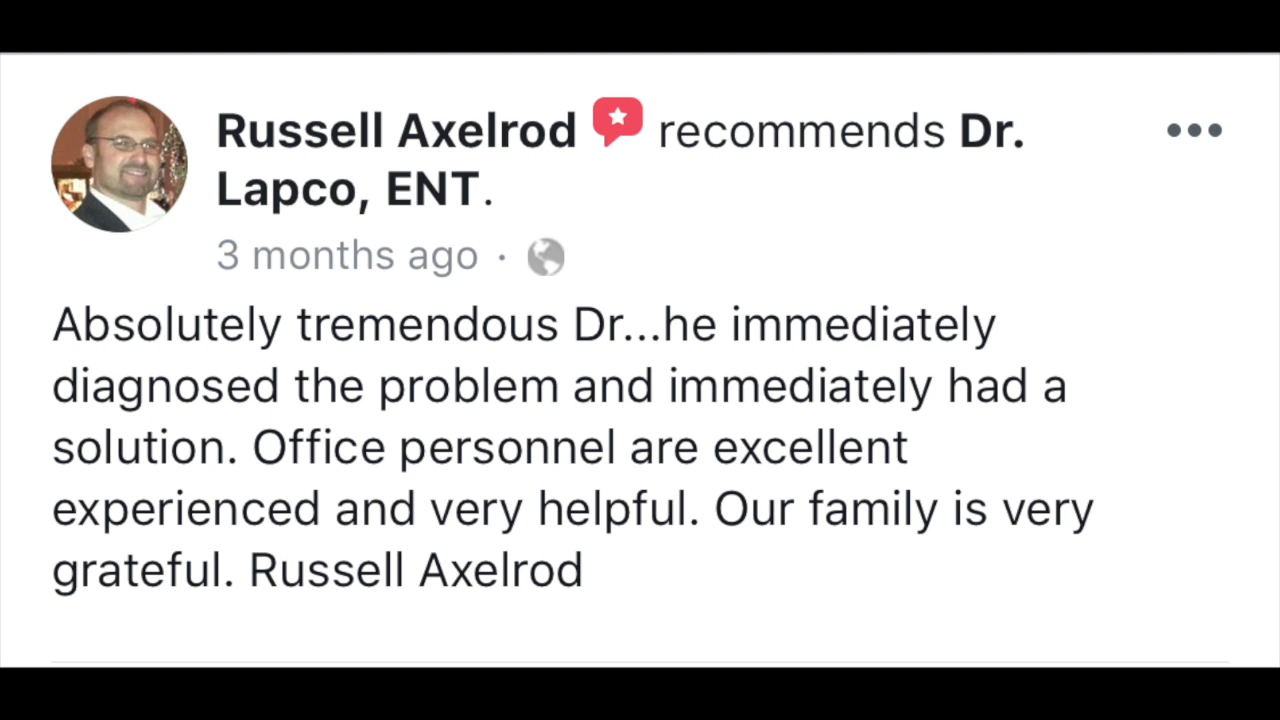 Russell Axelrod recommends Dr.
Lapco, ENT.
3 months ago ·
Absolutely tremendous Dr...he immediately
diagnosed the problem and immediately had a
solution. Office personnel are excellent
experienced and very helpful. Our family is very
grateful. Russell Axelrod